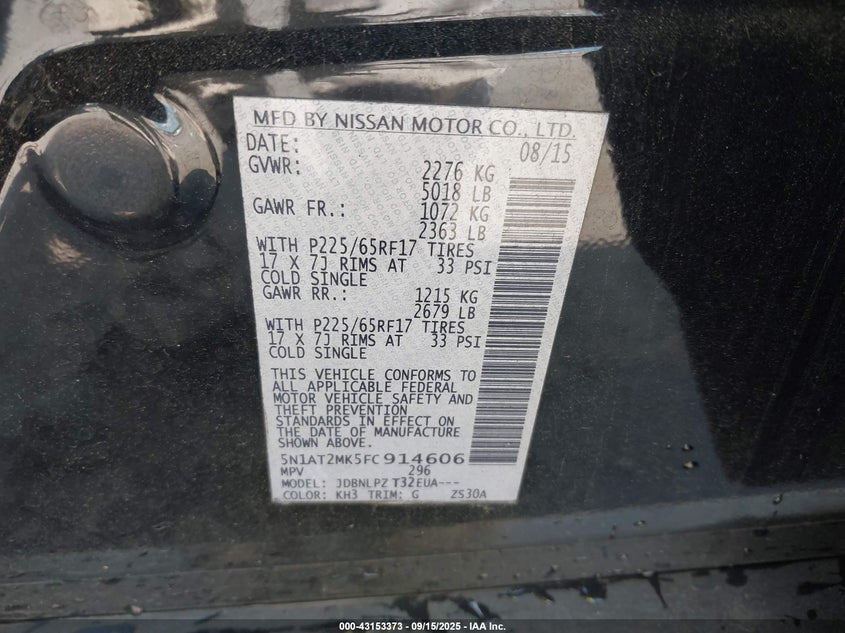 MFD BY NISSAN MOTOR CO., LTD.
DATE: 08/15
GVWR: 2276 KG
5018 LB
GAWR FR.: 1072 KG
2363 LB
WITH P225/65RF17 TIRES
17 X 7J RIMS AT 33 PSI
COLD SINGLE
GAWR RR.: 1215 KG
2679 LB
WITH P225/65RF17 TIRES
17 X 7J RIMS AT 33 PSI
COLD SINGLE
THIS VEHICLE CONFORMS TO
ALL APPLICABLE FEDERAL
MOTOR VEHICLE SAFETY AND
THEFT PREVENTION
STANDARDS IN EFFECT ON
THE DATE OF MANUFACTURE
SHOWN ABOVE.
5N1AT2MK5FC914606
MPV 296
MODEL: JDBNLPZ T32EUA---
COLOR: KH3 TRIM: G ZS30A
000-43153373 - 09/15/2025 - IAA Inc.